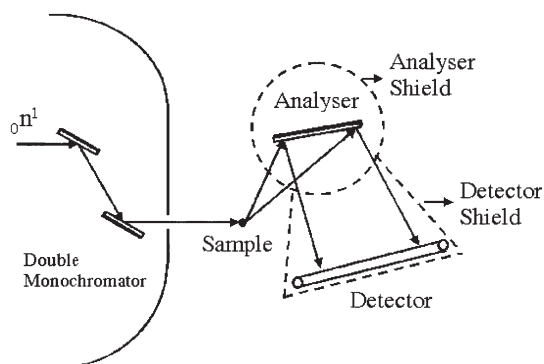 Analyser
Shield
Analyser
₀n¹
Detector
Shield
Sample
Double
Monochromator
Detector